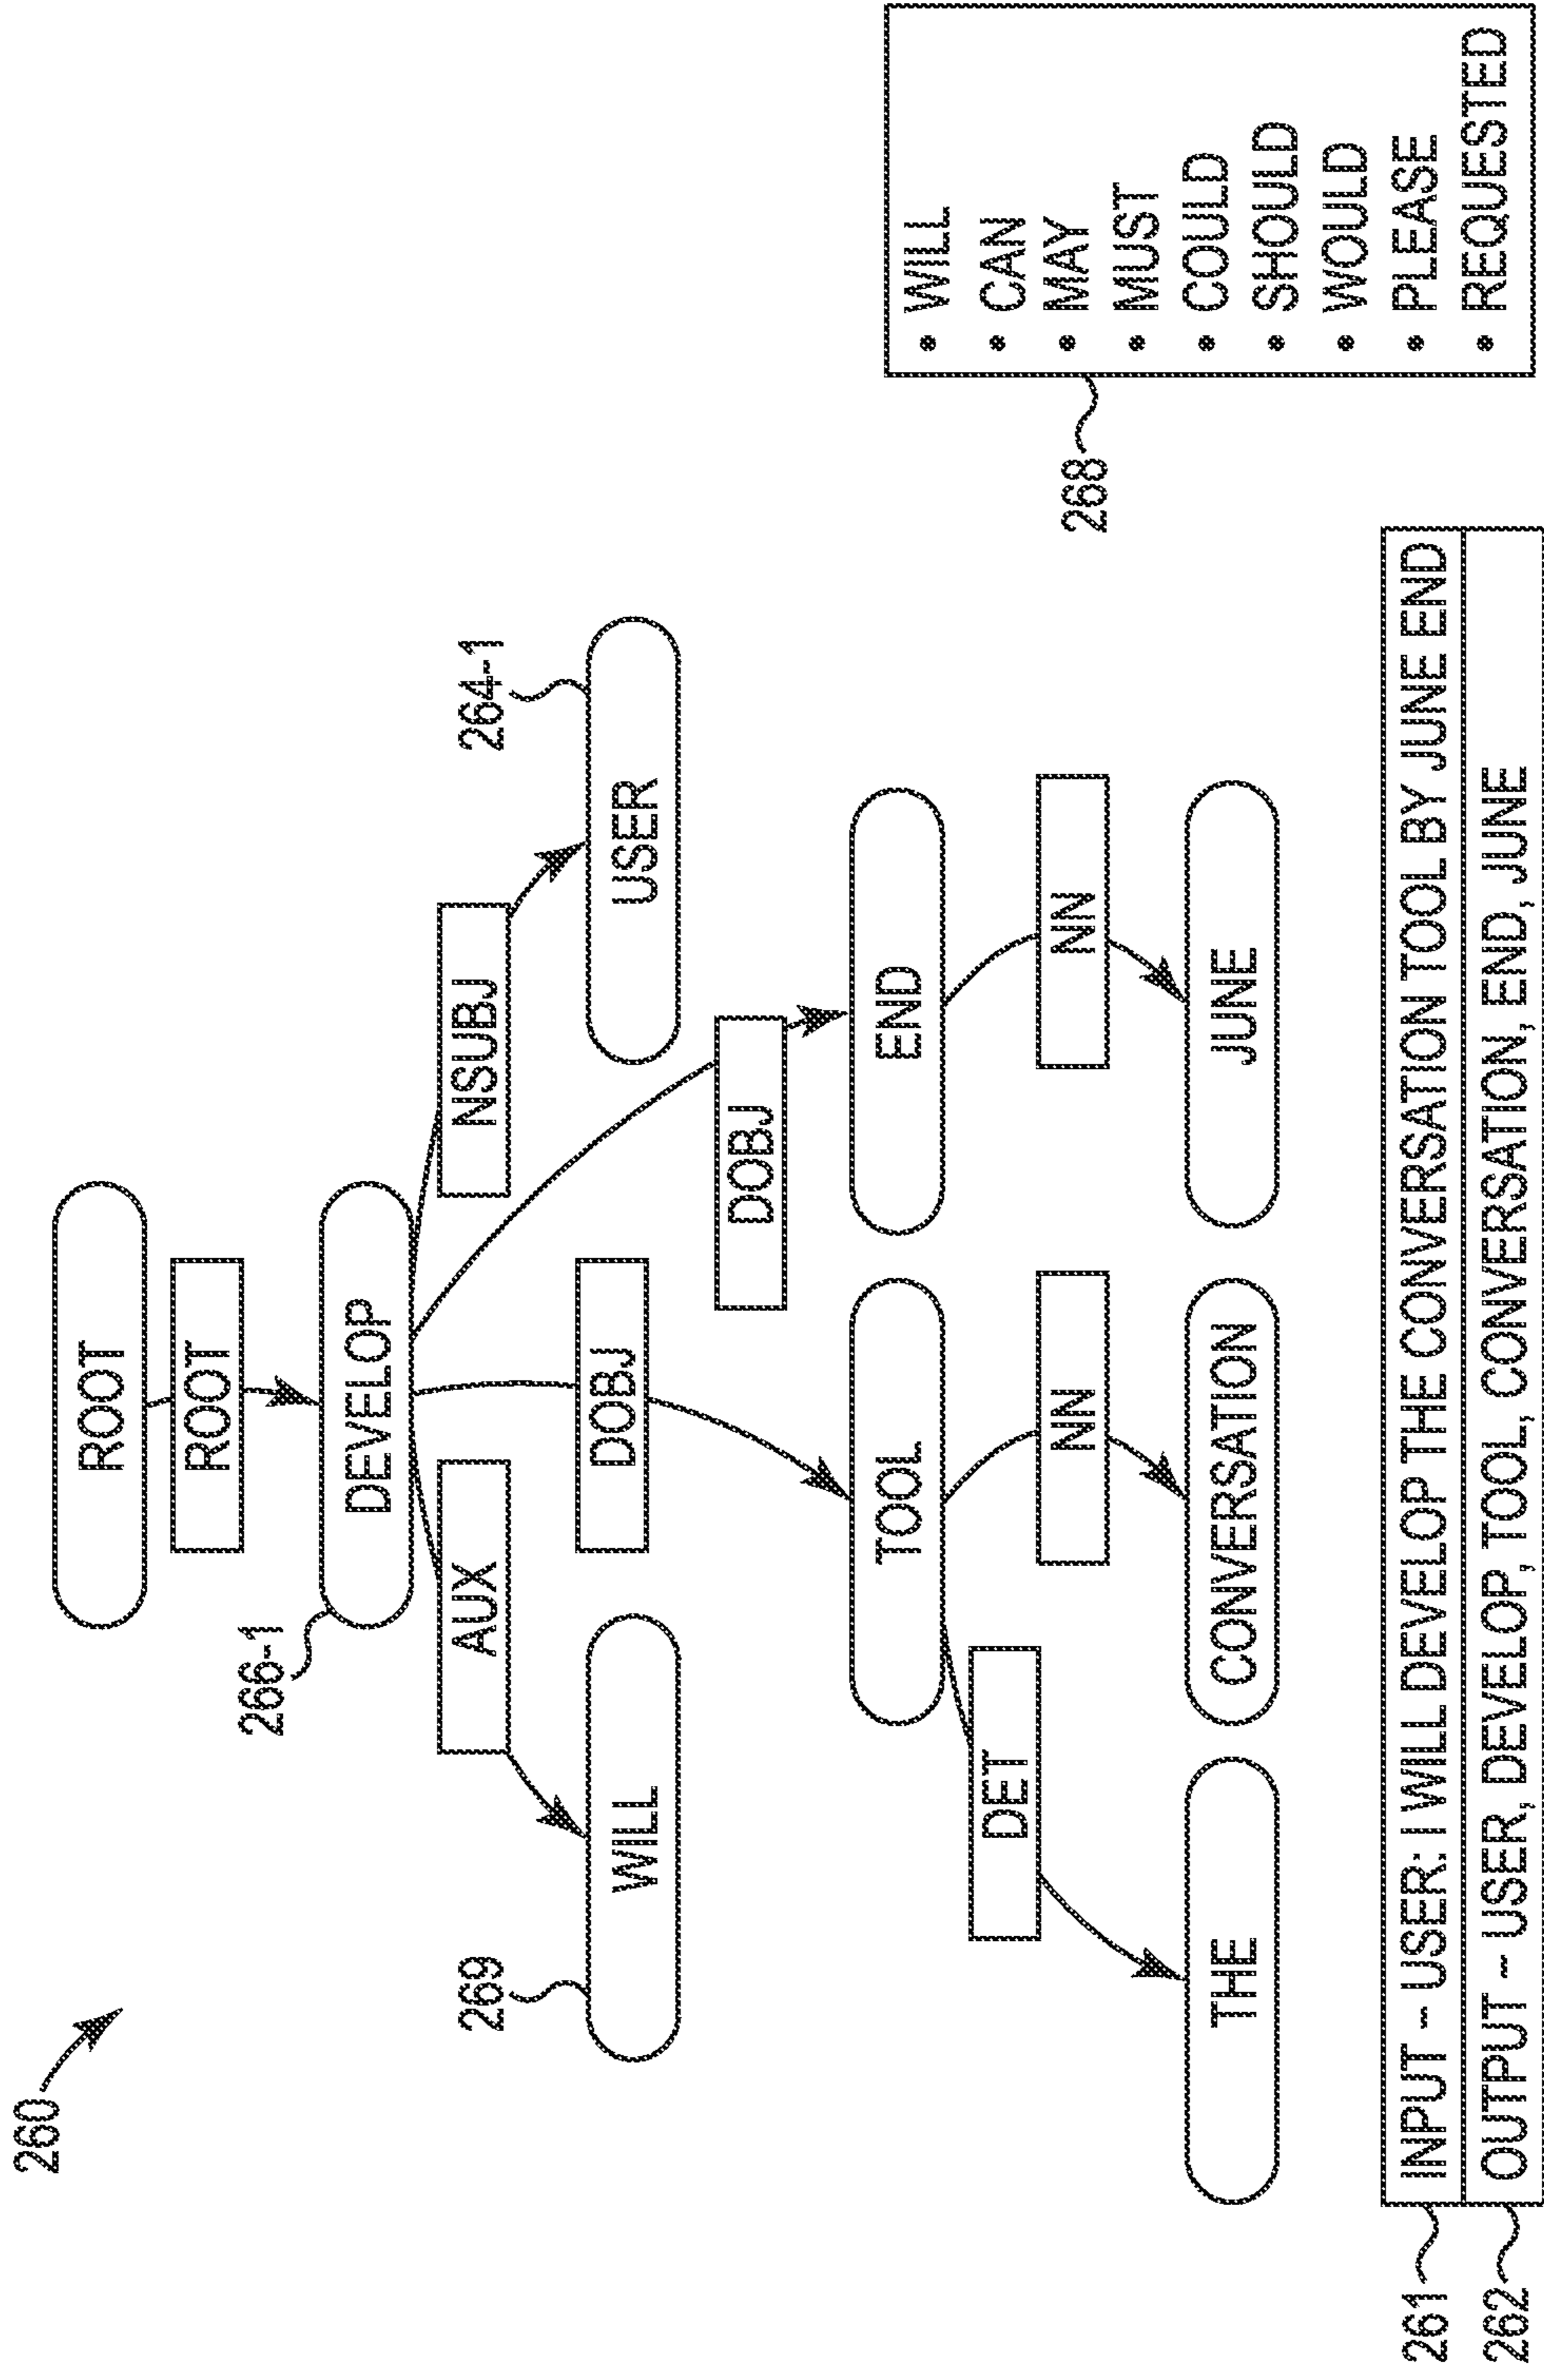 260
ROOT
ROOT
266-1
DEVELOP
AUX
NSUBJ
269
264-1
WILL
USER
DOBJ
DOBJ
TOOL
END
DET
NN
NN
THE
CONVERSATION
JUNE
268
• WILL
• CAN
• MAY
• MUST
• COULD
• SHOULD
• WOULD
• PLEASE
• REQUESTED
261
INPUT -- USER: I WILL DEVELOP THE CONVERSATION TOOL BY JUNE END
262
OUTPUT -- USER, DEVELOP, TOOL, CONVERSATION, END, JUNE